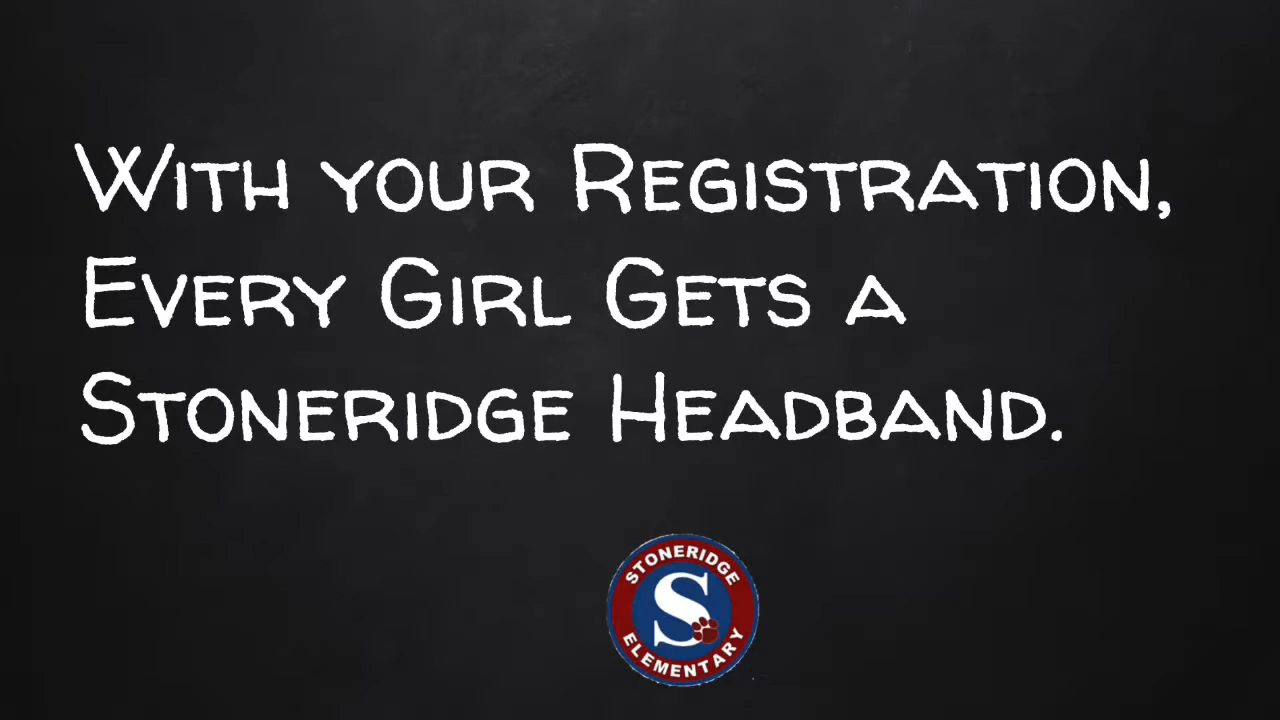 With your Registration,
Every Girl Gets a
Stoneridge Headband.
STONERIDGE
S
ELEMENTARY